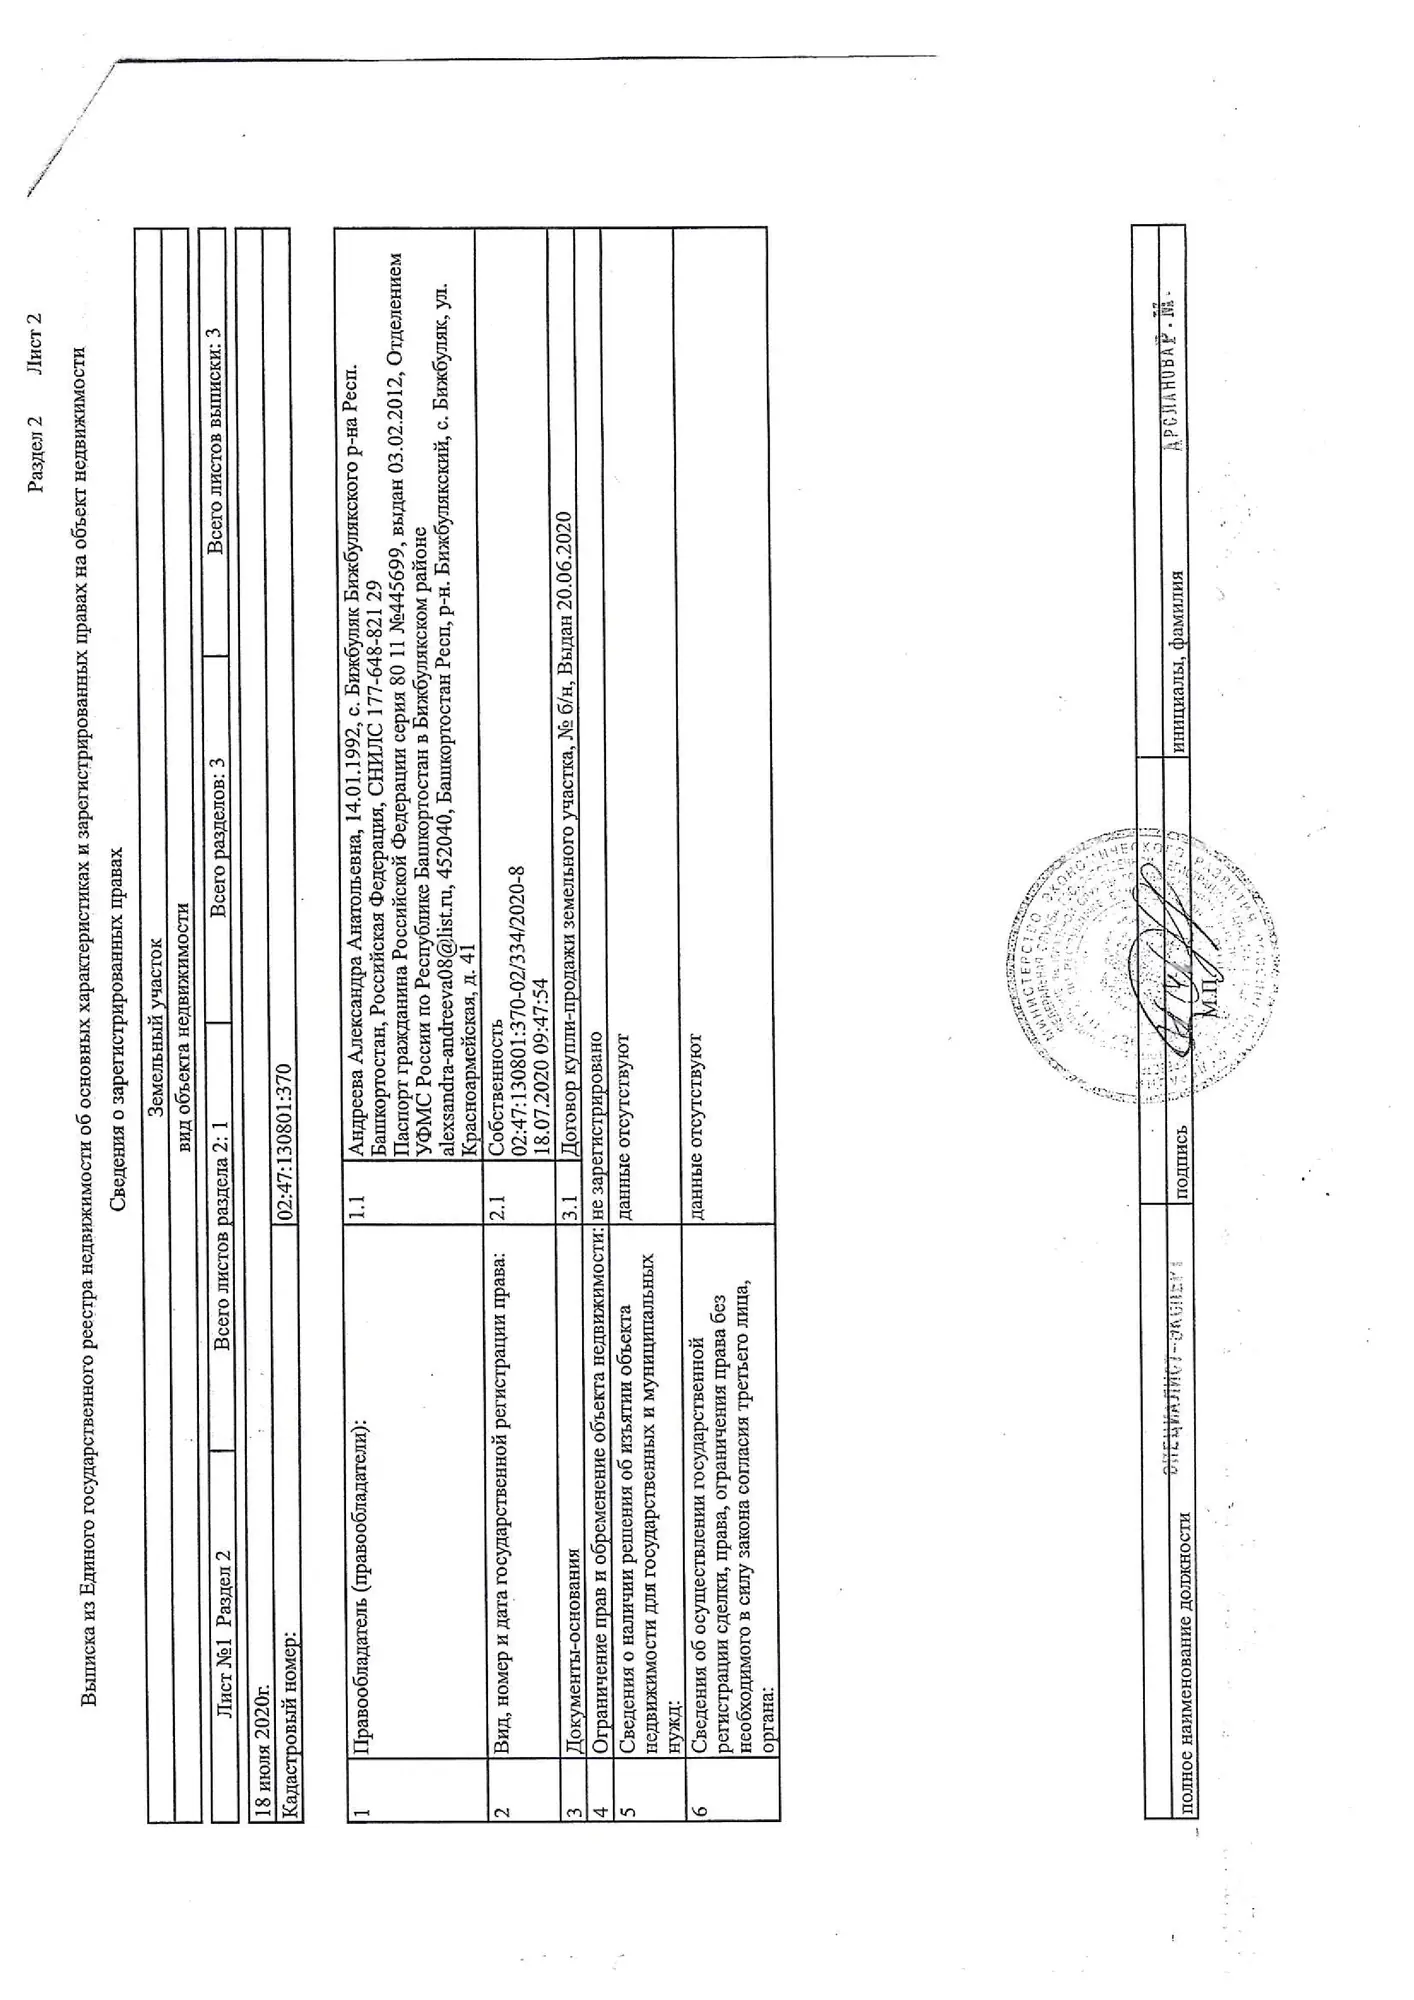 Раздел 2 Лист 2
Выписка из Единого государственного реестра недвижимости об основных характеристиках и зарегистрированных правах на объект недвижимости
Сведения о зарегистрированных правах
Земельный участок
вид объекта недвижимости
Лист №1 Раздел 2 Всего листов раздела 2: 1 Всего разделов: 3 Всего листов выписки: 3
18 июля 2020г.
Кадастровый номер: 02:47:130801:370
1 Правообладатель (правообладатели): 1.1 Андреева Александра Анатольевна, 14.01.1992, с. Бижбуляк Бижбулякского р-на Респ.
Башкортостан, Российская Федерация, СНИЛС 177-648-821 29
Паспорт гражданина Российской Федерации серия 80 11 №445699, выдан 03.02.2012, Отделением
УФМС России по Республике Башкортостан в Бижбулякском районе
alexsandra-andreeva08@list.ru, 452040, Башкортостан Респ, р-н. Бижбулякский, с. Бижбуляк, ул.
Красноармейская, д. 41
2 Вид, номер и дата государственной регистрации права: 2.1 Собственность
02:47:130801:370-02/334/2020-8
18.07.2020 09:47:54
3 Документы-основания 3.1 Договор купли-продажи земельного участка, № б/н, Выдан 20.06.2020
4 Ограничение прав и обременение объекта недвижимости: не зарегистрировано
5 Сведения о наличии решения об изъятии объекта данные отсутствуют
недвижимости для государственных и муниципальных
нужд:
6 Сведения об осуществлении государственной данные отсутствуют
регистрации сделки, права, ограничения права без
необходимого в силу закона согласия третьего лица,
органа:
СПЕЦИАЛИСТ-ЭКСПЕРТ АРСЛАНОВА Р. М.
полное наименование должности подпись инициалы, фамилия
М.П.
МИНИСТЕРСТВО ЭКОНОМИЧЕСКОГО РАЗВИТИЯ